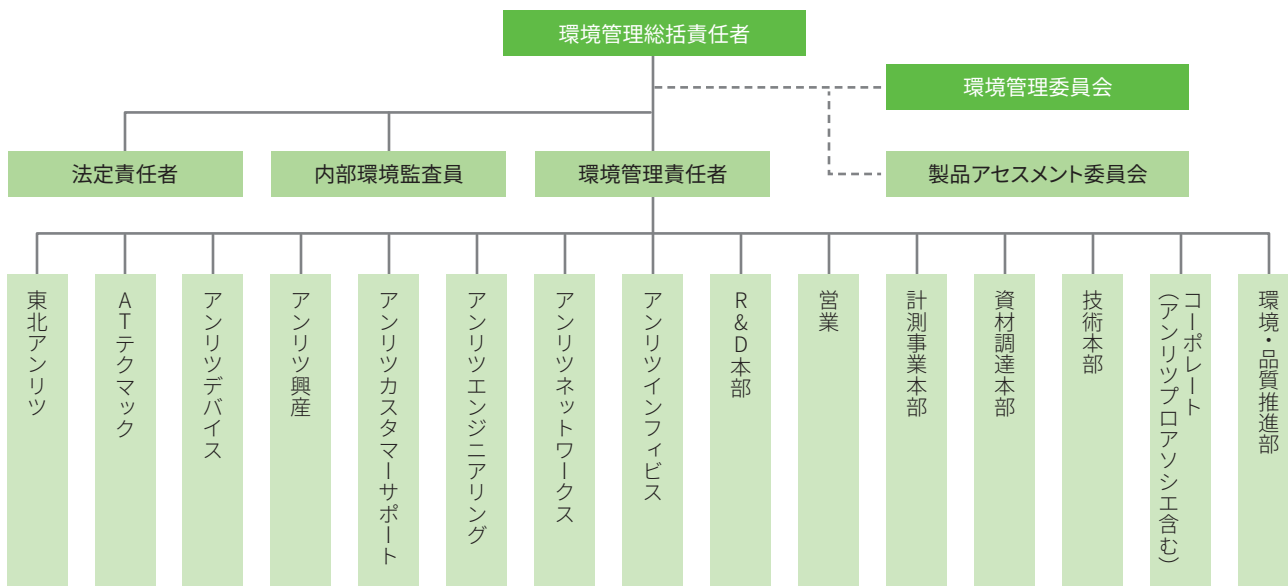 環境管理総括責任者
環境管理委員会
法定責任者
内部環境監査員
環境管理責任者
製品アセスメント委員会
東北アンリツ
ATテクマック
アンリツデバイス
アンリツ興産
アンリツカスタマーサポート
アンリツエンジニアリング
アンリツネットワークス
アンリツインフィビス
R&D本部
営業
計測事業本部
資材調達本部
技術本部
コーポレート
(アンリツプロアソシエ含む)
環境・品質推進部